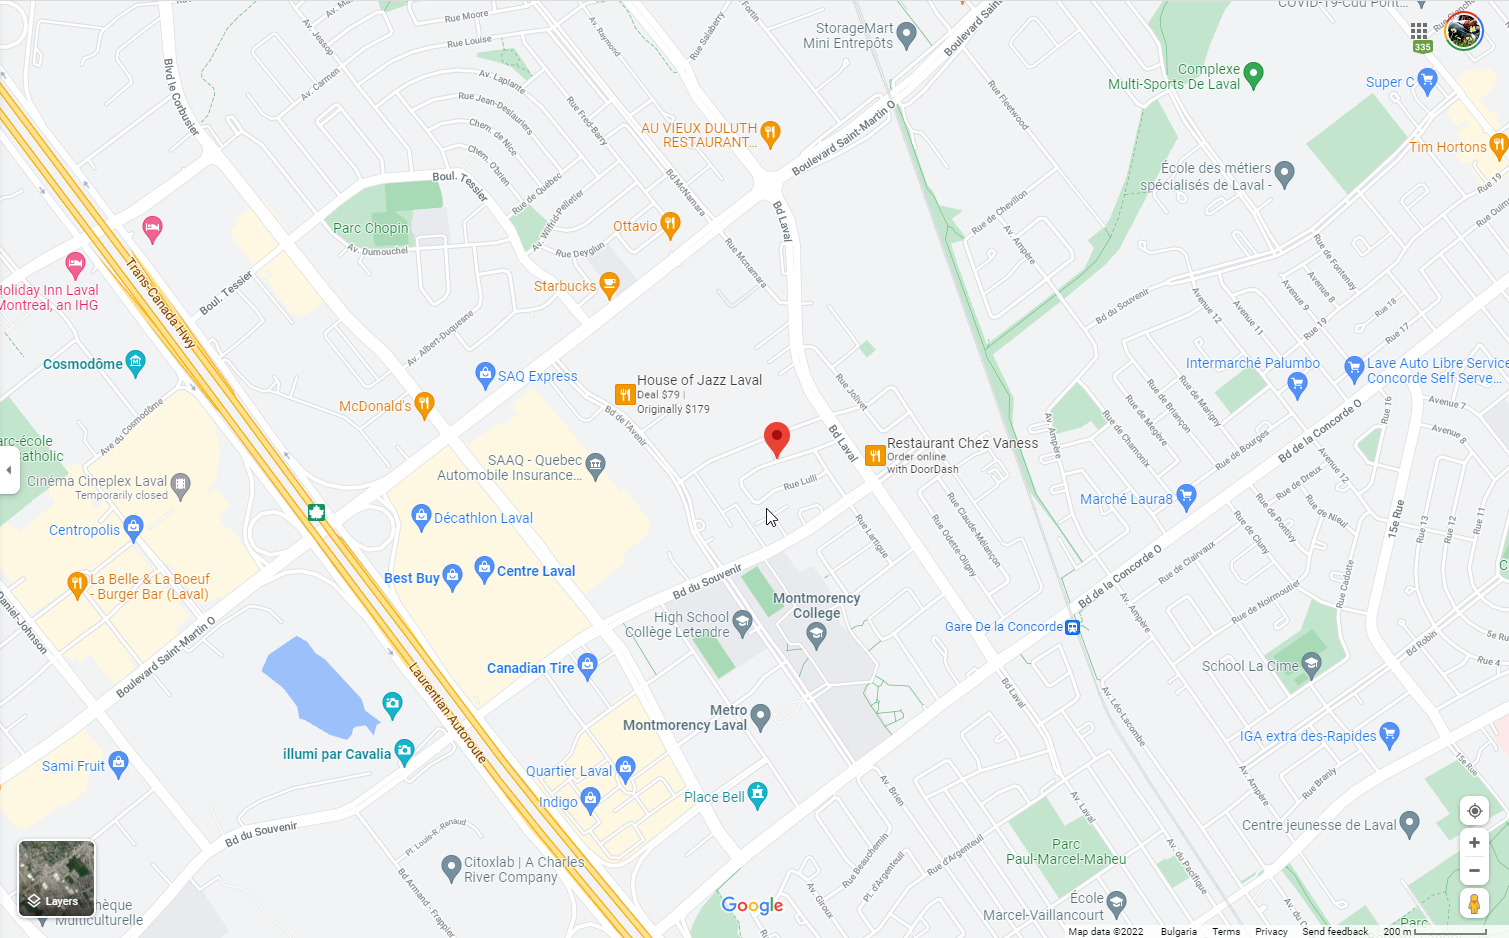 Rue Moore
StorageMart
Mini Entrepôts
Boulevard Saint-Martin
COVID-19-Cdd Pont...
335
Av. Jessop
Rue Louise
Av. Raymond
Rue Salaberry
Complexe
Multi-Sports De Laval
Super C
Blvd le Corbusier
Av. Carmen
Av. Laplante
Rue Jean-Deslauriers
Rue Fred-Barry
Rue Fleetwood
Boulevard Saint-Martin O
AU VIEUX DULUTH
RESTAURANT...
Chem. de Nice
Chem. O'brien
Tim Hortons
École des métiers
spécialisés de Laval -
Rue 19
Boul. Tessier
Rue de Québec
Bd McNamara
Av. Wilfrid-Pelletier
Rue de Chevillon
Bd Laval
Parc Chopin
Ottavio
Av. Dumouchel
Rue Deyglun
Rue Mcnamara
Av. Ampère
Rue de Fontenay
Holiday Inn Laval
Montreal, an IHG
Trans-Canada Hwy
Boul. Tessier
Starbucks
Bd du Souvenir
Avenue 12
Avenue 11
Avenue 9
Avenue 8
Rue 19
Rue 18
Rue 17
Av. Albert-Duquesne
Cosmodôme
SAQ Express
House of Jazz Laval
Deal $79 |
Originally $179
Intermarché Palumbo
Lave Auto Libre Service
Concorde Self Serve...
McDonald's
Av. du Cosmodôme
Bd de l'Avenir
Rue Jolivet
Bd Laval
Av. Ampère
Rue de Chamonix
Rue de Megève
Rue de Briançon
Rue de Marigny
Rue 16
Avenue 7
Avenue 8
Bd de la Concorde O
Rue de Bourges
Restaurant Chez Vaness
Order online
with DoorDash
SAAQ - Quebec
Automobile Insurance...
Cinéma Cineplex Laval
Temporarily closed
Rue Lulli
Rue de Dreux
Avenue 2
Rue de Pontivy
Rue de Nieul
Rue de Cluny
Marché Laura8
15e Rue
Rue 13
Rue 12
Rue 11
Centropolis
Décathlon Laval
Rue Lartigue
Rue Claude-Mélançon
Rue Odette-Oligny
Rue de Clairvaux
Rue de Noirmoutier
Rue Cadotte
La Belle & La Boeuf
- Burger Bar (Laval)
Best Buy
Centre Laval
Bd du Souvenir
Montmorency
College
Bd de la Concorde O
Av. Ampère
Daniel-Johnson
Boulevard Saint-Martin O
High School
Collège Letendre
Gare De la Concorde
Bd Robin
Rue 4
Canadian Tire
Laurentian Autoroute
School La Cime
Bd Laval
Av. Léo-Lacombe
Metro
Montmorency Laval
IGA extra des-Rapides
illumi par Cavalia
Sami Fruit
Quartier Laval
Indigo
Place Bell
Av. Brien
Av. Laval
Av. Ampère
Rue Branly
15e Rue
Bd du Souvenir
Pl. Louis-R.-Renaud
Centre jeunesse de Laval
Citoxlab | A Charles
River Company
Bd Armand - Frappier
Rue Beauchemin
Pl. d'Argenteuil
Rue d'Argenteuil
Av. Giroux
Parc
Paul-Marcel-Maheu
Av. du Pacifique
École
Marcel-Vaillancourt
Parc
Layers
Multiculturelle
Google
Map data ©2022
Bulgaria
Terms
Privacy
Send feedback
200 m